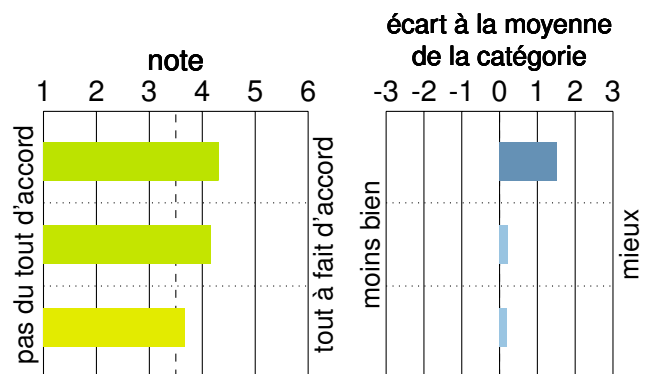 note
1 2 3 4 5 6
pas du tout d'accord
tout à fait d'accord
écart à la moyenne
de la catégorie
-3 -2 -1 0 1 2 3
moins bien
mieux